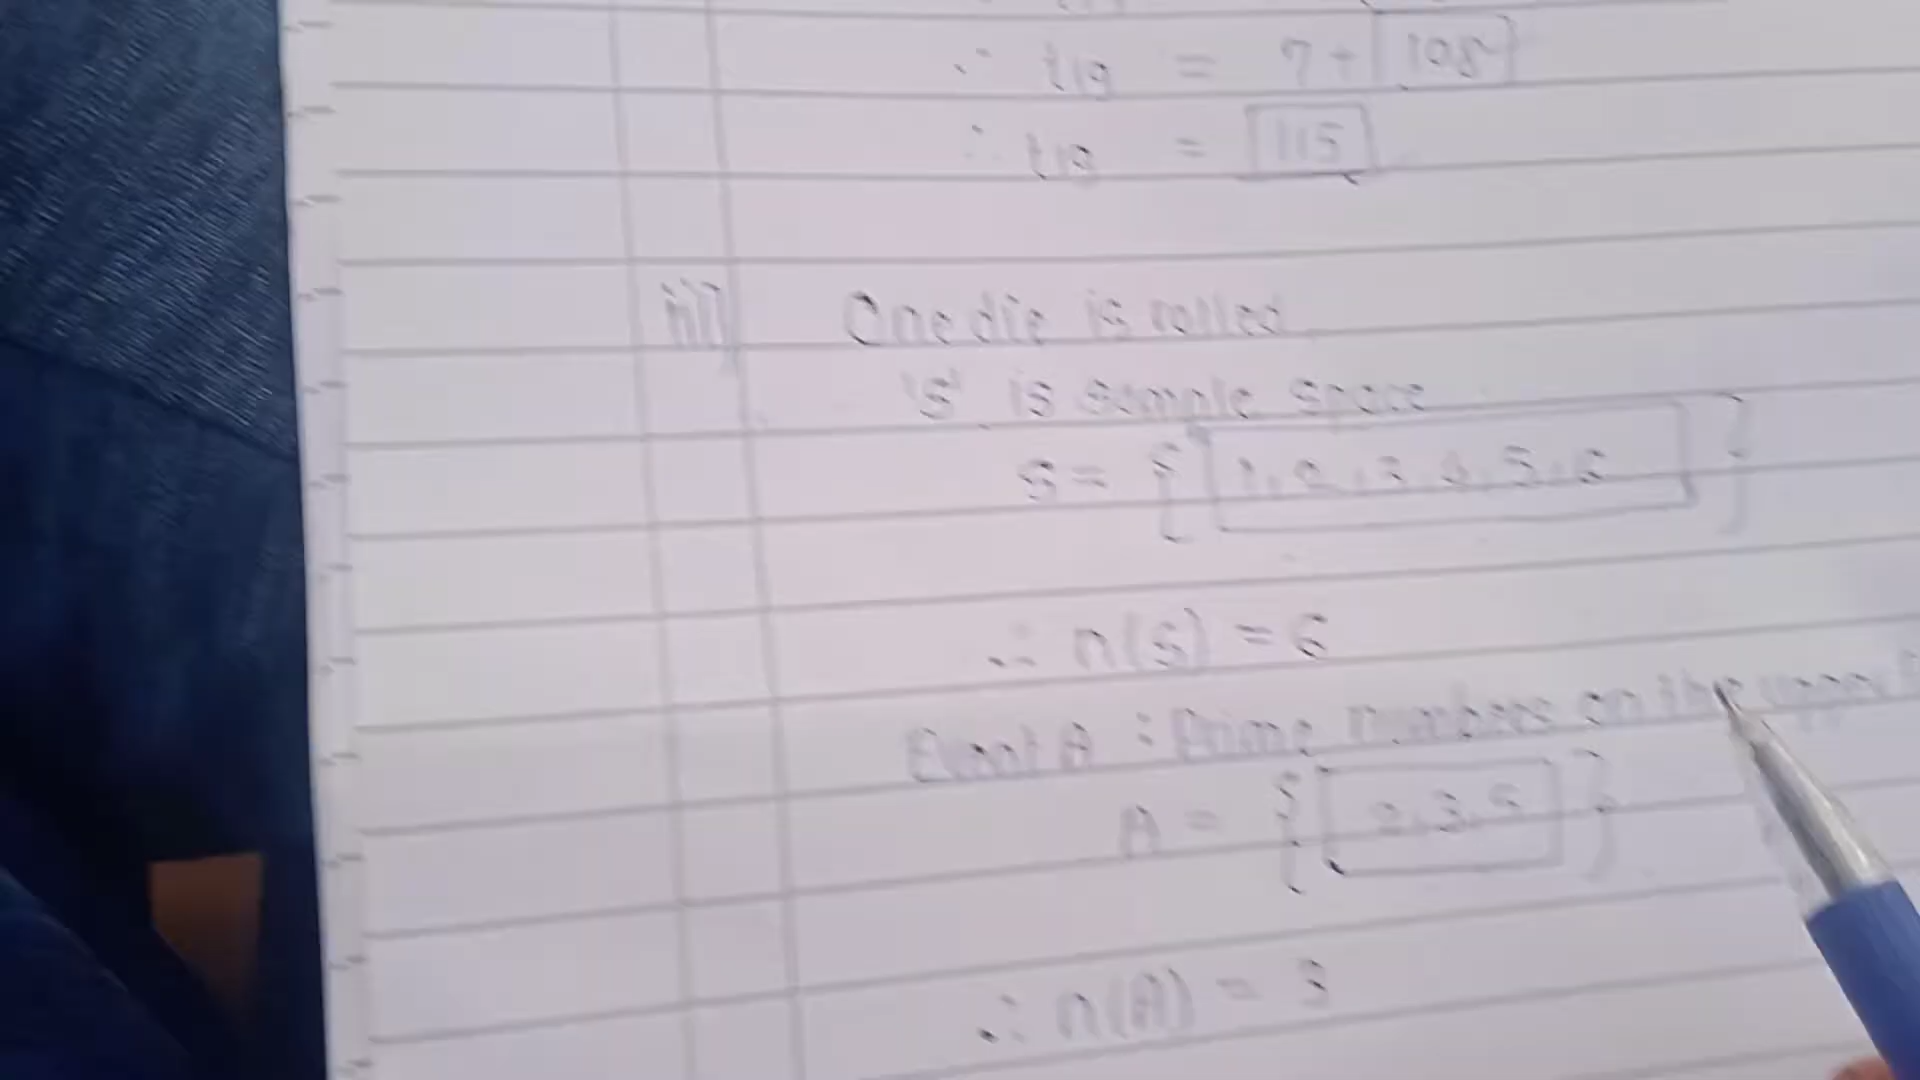 ∴ t19 = 7 + 108
∴ t19 = 115
iii) One die is rolled
's' is sample space
S = { 1, 2, 3, 4, 5, 6 }
∴ n(S) = 6
Event A : Prime numbers on the upper
A = { 2, 3, 5 }
∴ n(A) = 3